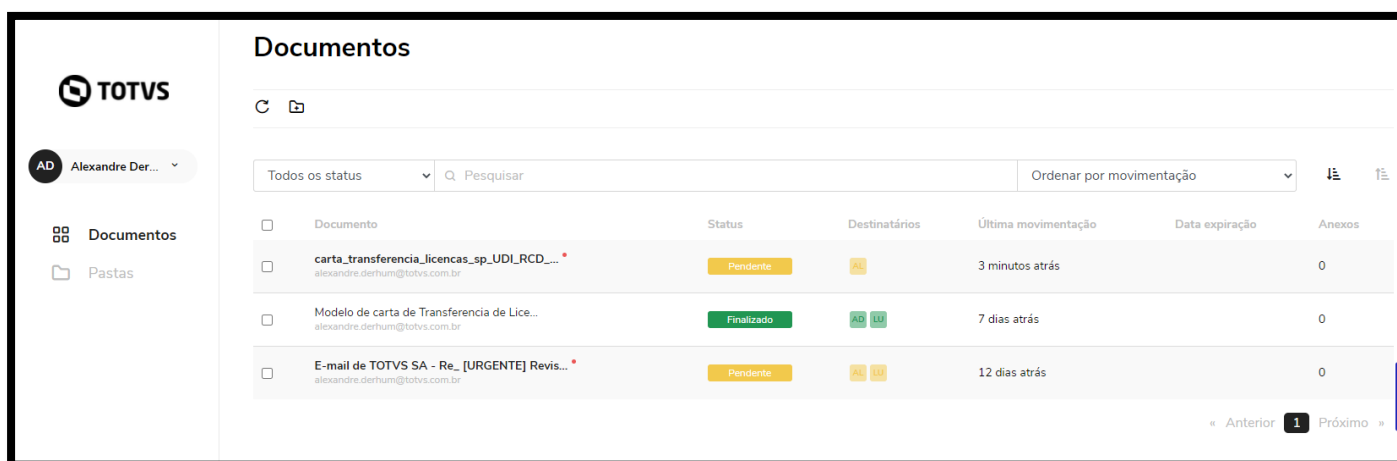 Documentos
TOTVS
AD Alexandre Der...
Todos os status Pesquisar Ordenar por movimentação
Documentos
Pastas
Documento Status Destinatários Última movimentação Data expiração Anexos
carta_transferencia_licencas_sp_UDI_RCD_... Pendente AL 3 minutos atrás 0
alexandre.derhum@totvs.com.br
Modelo de carta de Transferencia de Lice... Finalizado AD LU 7 dias atrás 0
alexandre.derhum@totvs.com.br
E-mail de TOTVS SA - Re_ [URGENTE] Revis... Pendente AL LU 12 dias atrás 0
alexandre.derhum@totvs.com.br
« Anterior 1 Próximo »